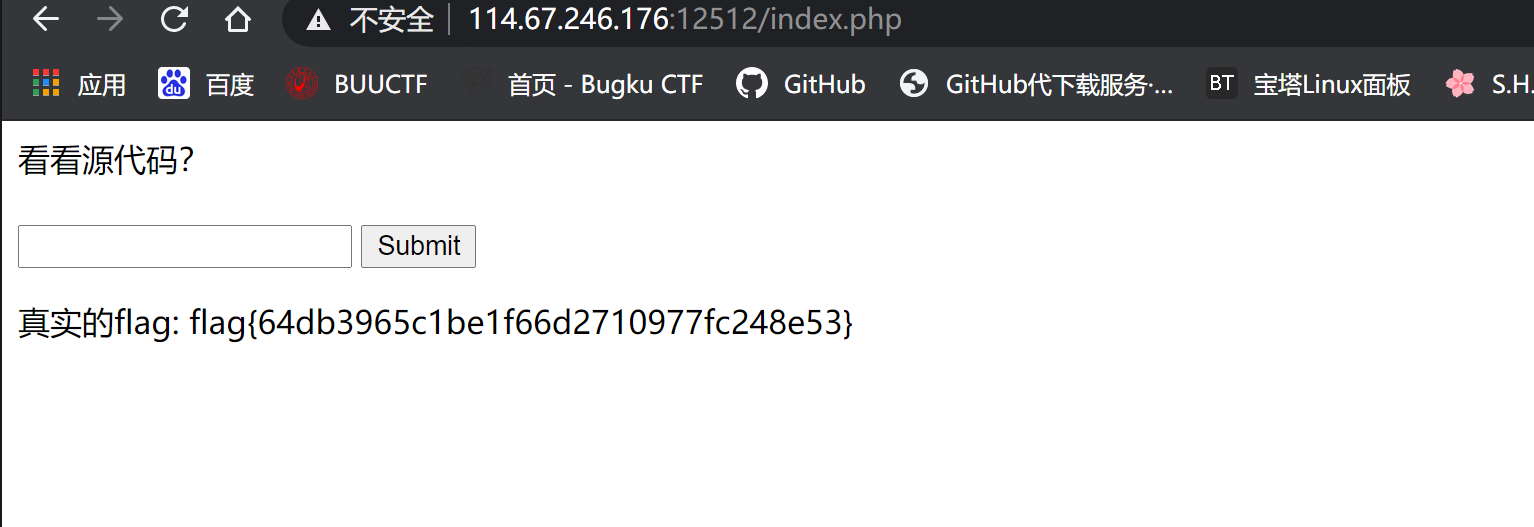 不安全 114.67.246.176:12512/index.php
应用 百度 BUUCTF 首页 - Bugku CTF GitHub GitHub代下载服务·... BT 宝塔Linux面板 S.H.
看看源代码？
Submit
真实的flag: flag{64db3965c1be1f66d2710977fc248e53}